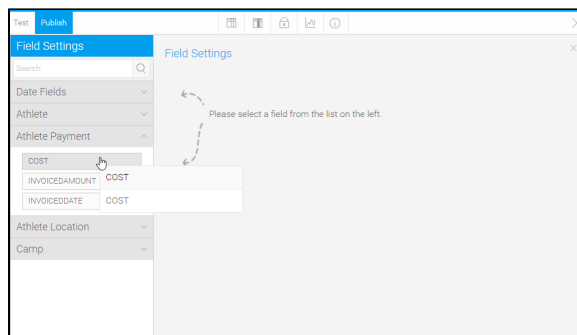 Test Publish
Field Settings
Search
Date Fields
Athlete
Athlete Payment
COST
INVOICEDAMOUNT
INVOICEDDATE
COST
COST
Athlete Location
Camp
Field Settings
Please select a field from the list on the left.